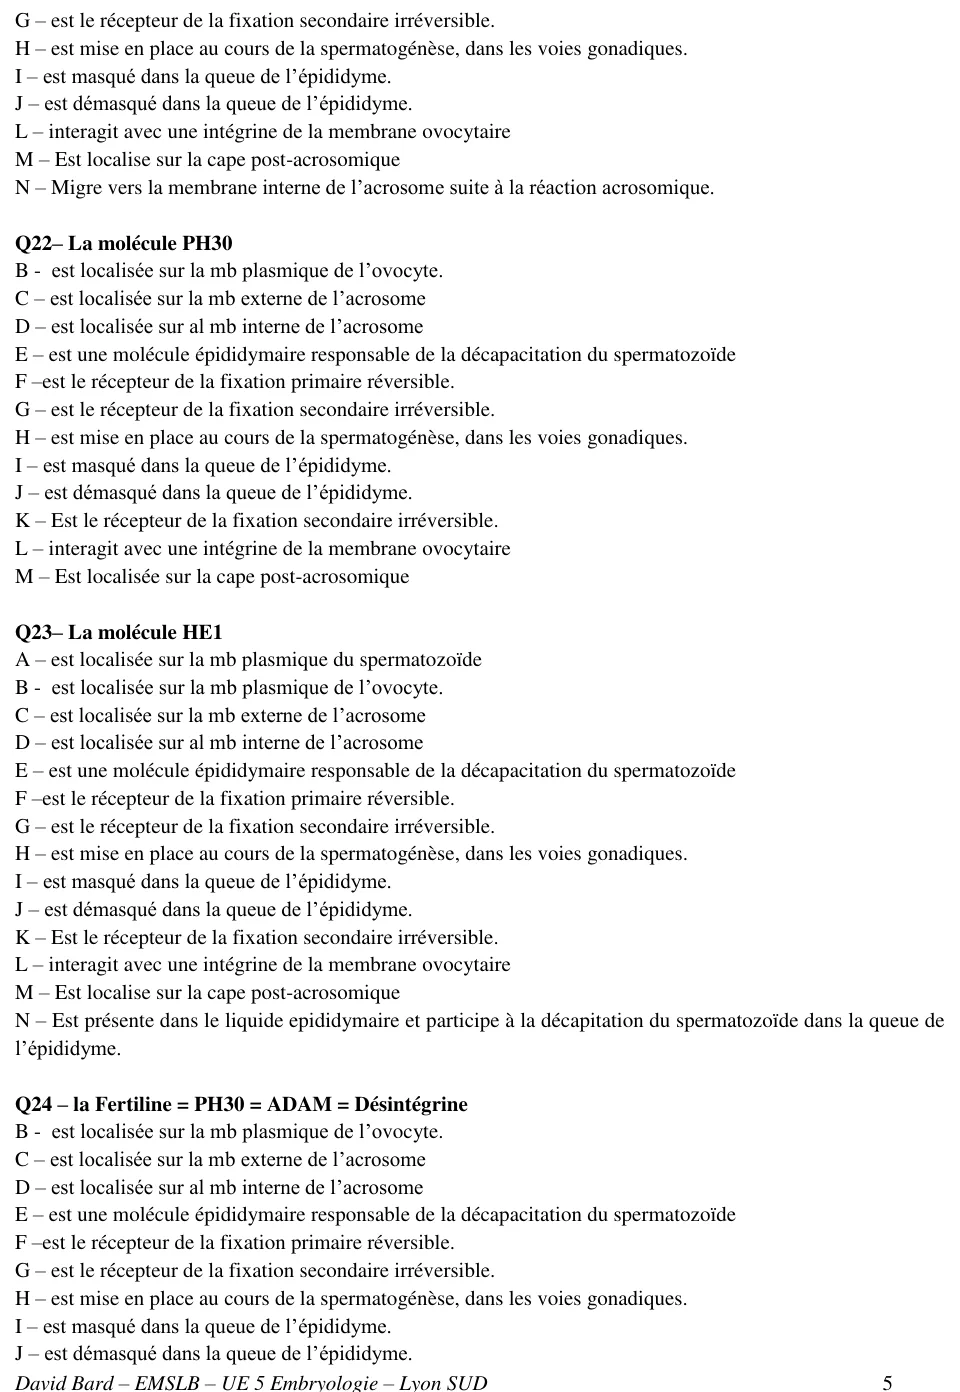 G – est le récepteur de la fixation secondaire irréversible.
H – est mise en place au cours de la spermatogénèse, dans les voies gonadiques.
I – est masqué dans la queue de l’épididyme.
J – est démasqué dans la queue de l’épididyme.
L – interagit avec une intégrine de la membrane ovocytaire
M – Est localise sur la cape post-acrosomique
N – Migre vers la membrane interne de l’acrosome suite à la réaction acrosomique.
Q22– La molécule PH30
B - est localisée sur la mb plasmique de l’ovocyte.
C – est localisée sur la mb externe de l’acrosome
D – est localisée sur al mb interne de l’acrosome
E – est une molécule épididymaire responsable de la décapacitation du spermatozoïde
F –est le récepteur de la fixation primaire réversible.
G – est le récepteur de la fixation secondaire irréversible.
H – est mise en place au cours de la spermatogénèse, dans les voies gonadiques.
I – est masqué dans la queue de l’épididyme.
J – est démasqué dans la queue de l’épididyme.
K – Est le récepteur de la fixation secondaire irréversible.
L – interagit avec une intégrine de la membrane ovocytaire
M – Est localisée sur la cape post-acrosomique
Q23– La molécule HE1
A – est localisée sur la mb plasmique du spermatozoïde
B - est localisée sur la mb plasmique de l’ovocyte.
C – est localisée sur la mb externe de l’acrosome
D – est localisée sur al mb interne de l’acrosome
E – est une molécule épididymaire responsable de la décapacitation du spermatozoïde
F –est le récepteur de la fixation primaire réversible.
G – est le récepteur de la fixation secondaire irréversible.
H – est mise en place au cours de la spermatogénèse, dans les voies gonadiques.
I – est masqué dans la queue de l’épididyme.
J – est démasqué dans la queue de l’épididyme.
K – Est le récepteur de la fixation secondaire irréversible.
L – interagit avec une intégrine de la membrane ovocytaire
M – Est localise sur la cape post-acrosomique
N – Est présente dans le liquide epididymaire et participe à la décapitation du spermatozoïde dans la queue de
l’épididyme.
Q24 – la Fertiline = PH30 = ADAM = Désintégrine
B - est localisée sur la mb plasmique de l’ovocyte.
C – est localisée sur la mb externe de l’acrosome
D – est localisée sur al mb interne de l’acrosome
E – est une molécule épididymaire responsable de la décapacitation du spermatozoïde
F –est le récepteur de la fixation primaire réversible.
G – est le récepteur de la fixation secondaire irréversible.
H – est mise en place au cours de la spermatogénèse, dans les voies gonadiques.
I – est masqué dans la queue de l’épididyme.
J – est démasqué dans la queue de l’épididyme.
David Bard – EMSLB – UE 5 Embryologie – Lyon SUD 5